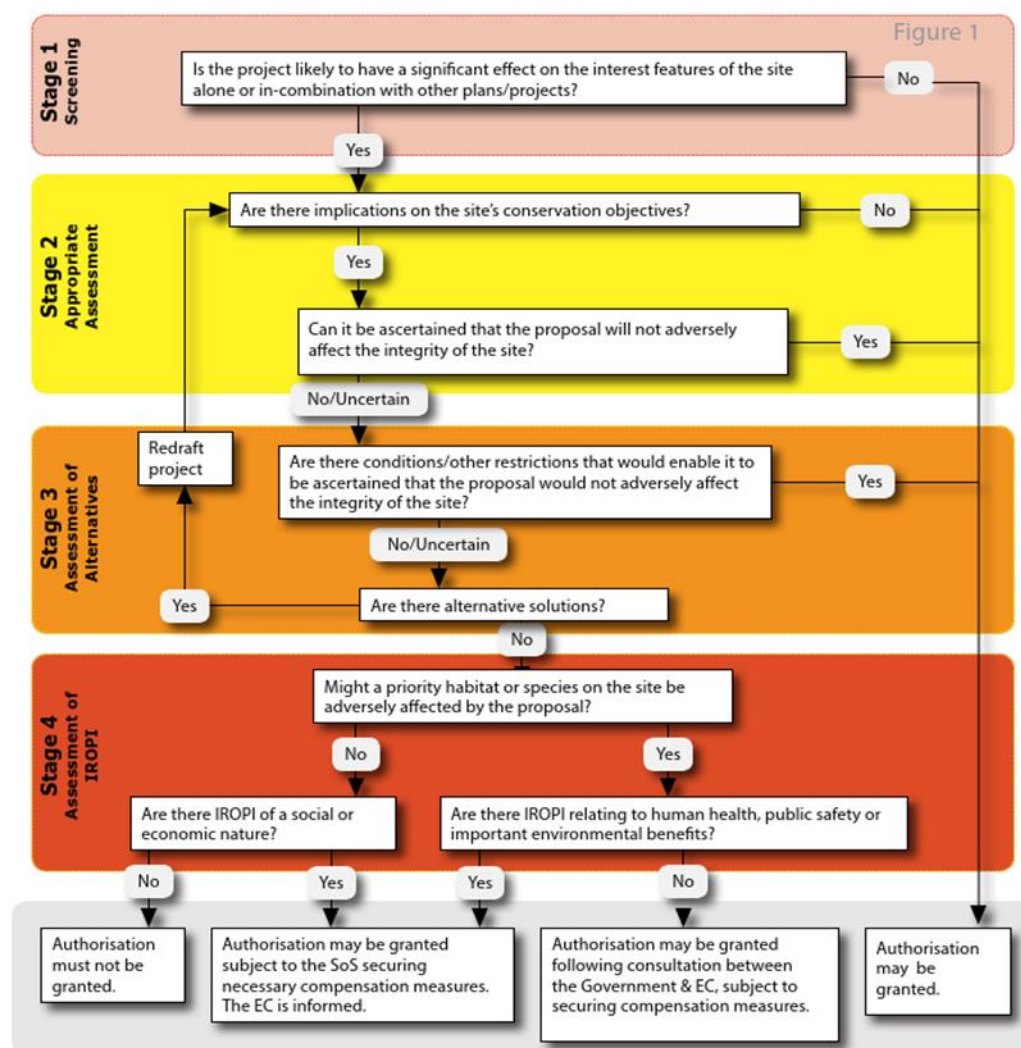 Figure 1
Stage 1
Screening
Is the project likely to have a significant effect on the interest features of the site
alone or in-combination with other plans/projects?
No
Yes
Stage 2
Appropriate
Assessment
Are there implications on the site's conservation objectives?
No
Yes
Can it be ascertained that the proposal will not adversely
affect the integrity of the site?
Yes
No/Uncertain
Stage 3
Assessment of
Alternatives
Redraft
project
Are there conditions/other restrictions that would enable it to
be ascertained that the proposal would not adversely affect
the integrity of the site?
Yes
No/Uncertain
Yes
Are there alternative solutions?
No
Stage 4
Assessment of
IROPI
Might a priority habitat or species on the site be
adversely affected by the proposal?
No
Yes
Are there IROPI of a social or
economic nature?
Are there IROPI relating to human health, public safety or
important environmental benefits?
No
Yes
Yes
No
Authorisation
must not be
granted.
Authorisation may be granted
subject to the SoS securing
necessary compensation measures.
The EC is informed.
Authorisation may be granted
following consultation between
the Government & EC, subject to
securing compensation measures.
Authorisation
may be
granted.